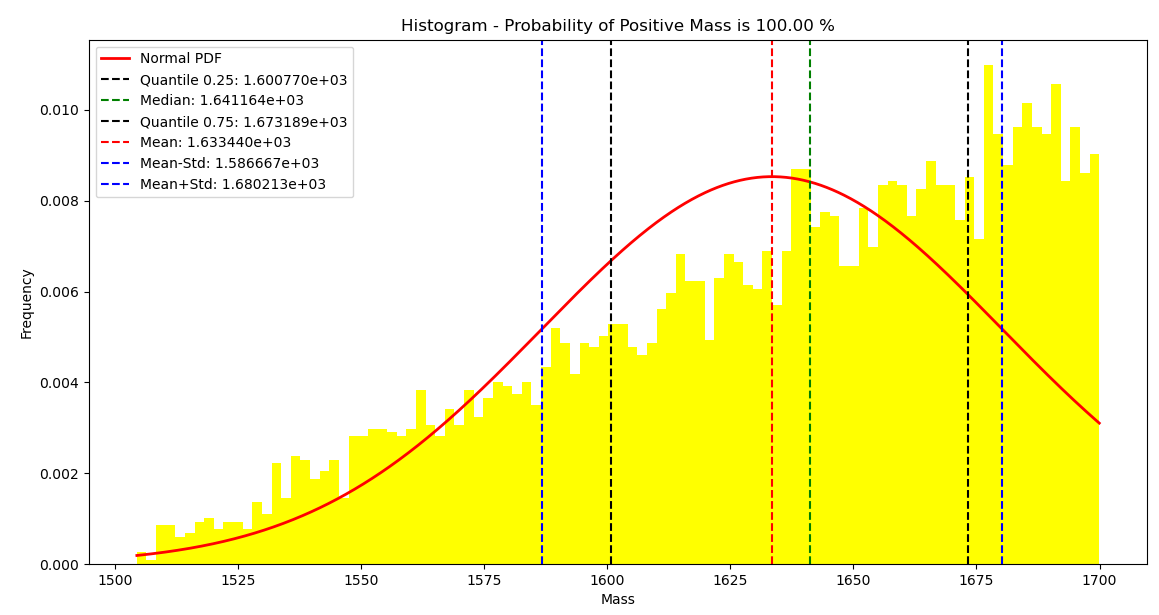 Histogram - Probability of Positive Mass is 100.00 %
Normal PDF
Quantile 0.25: 1.600770e+03
Median: 1.641164e+03
Quantile 0.75: 1.673189e+03
Mean: 1.633440e+03
Mean-Std: 1.586667e+03
Mean+Std: 1.680213e+03
Frequency
0.010
0.008
0.006
0.004
0.002
0.000
1500 1525 1550 1575 1600 1625 1650 1675 1700
Mass